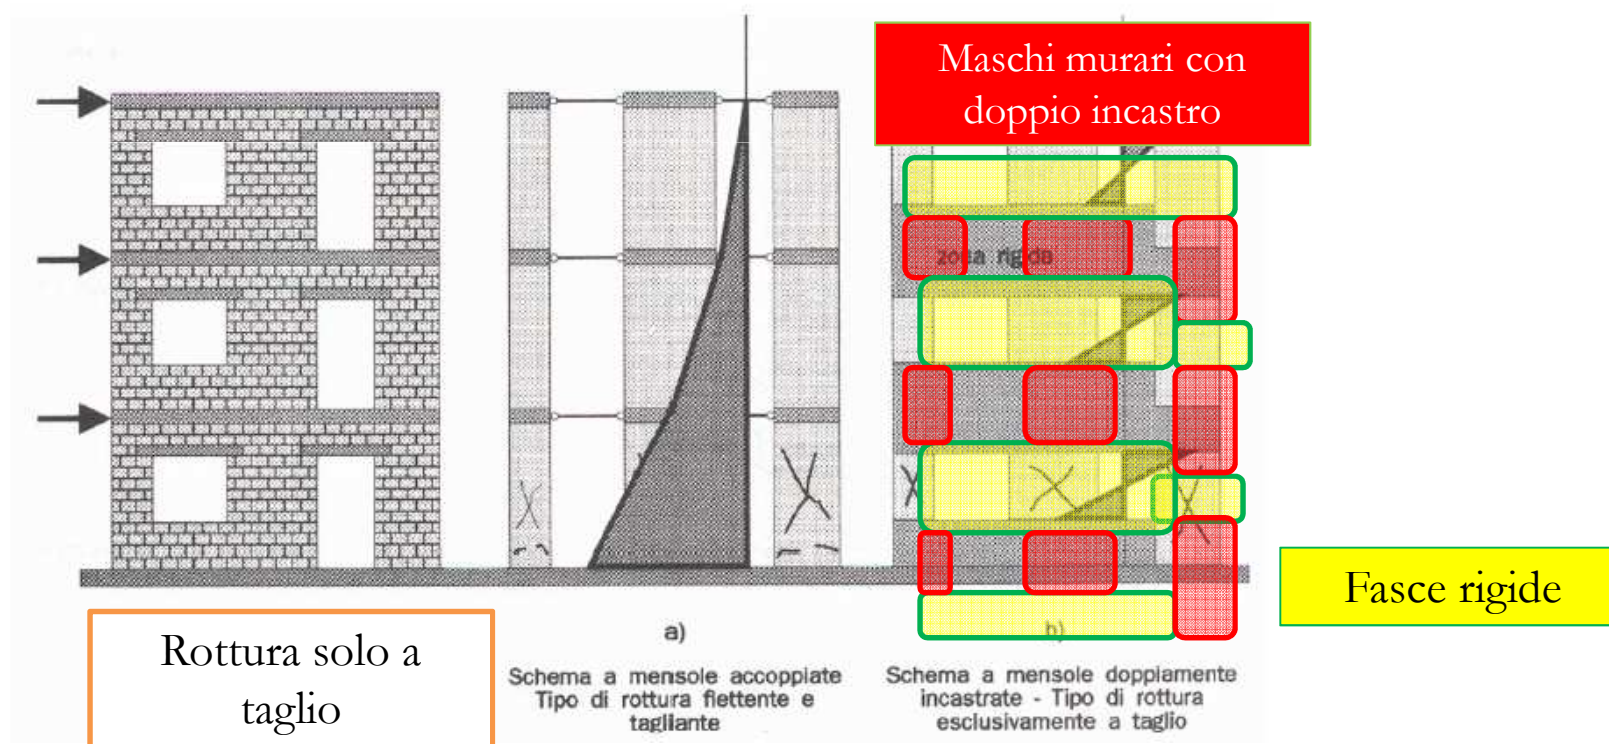 Maschi murari con
doppio incastro
zona rigida
Fasce rigide
Rottura solo a
taglio
a)
Schema a mensole accoppiate
Tipo di rottura flettente e
tagliante
b)
Schema a mensole doppiamente
incastrate - Tipo di rottura
esclusivamente a taglio